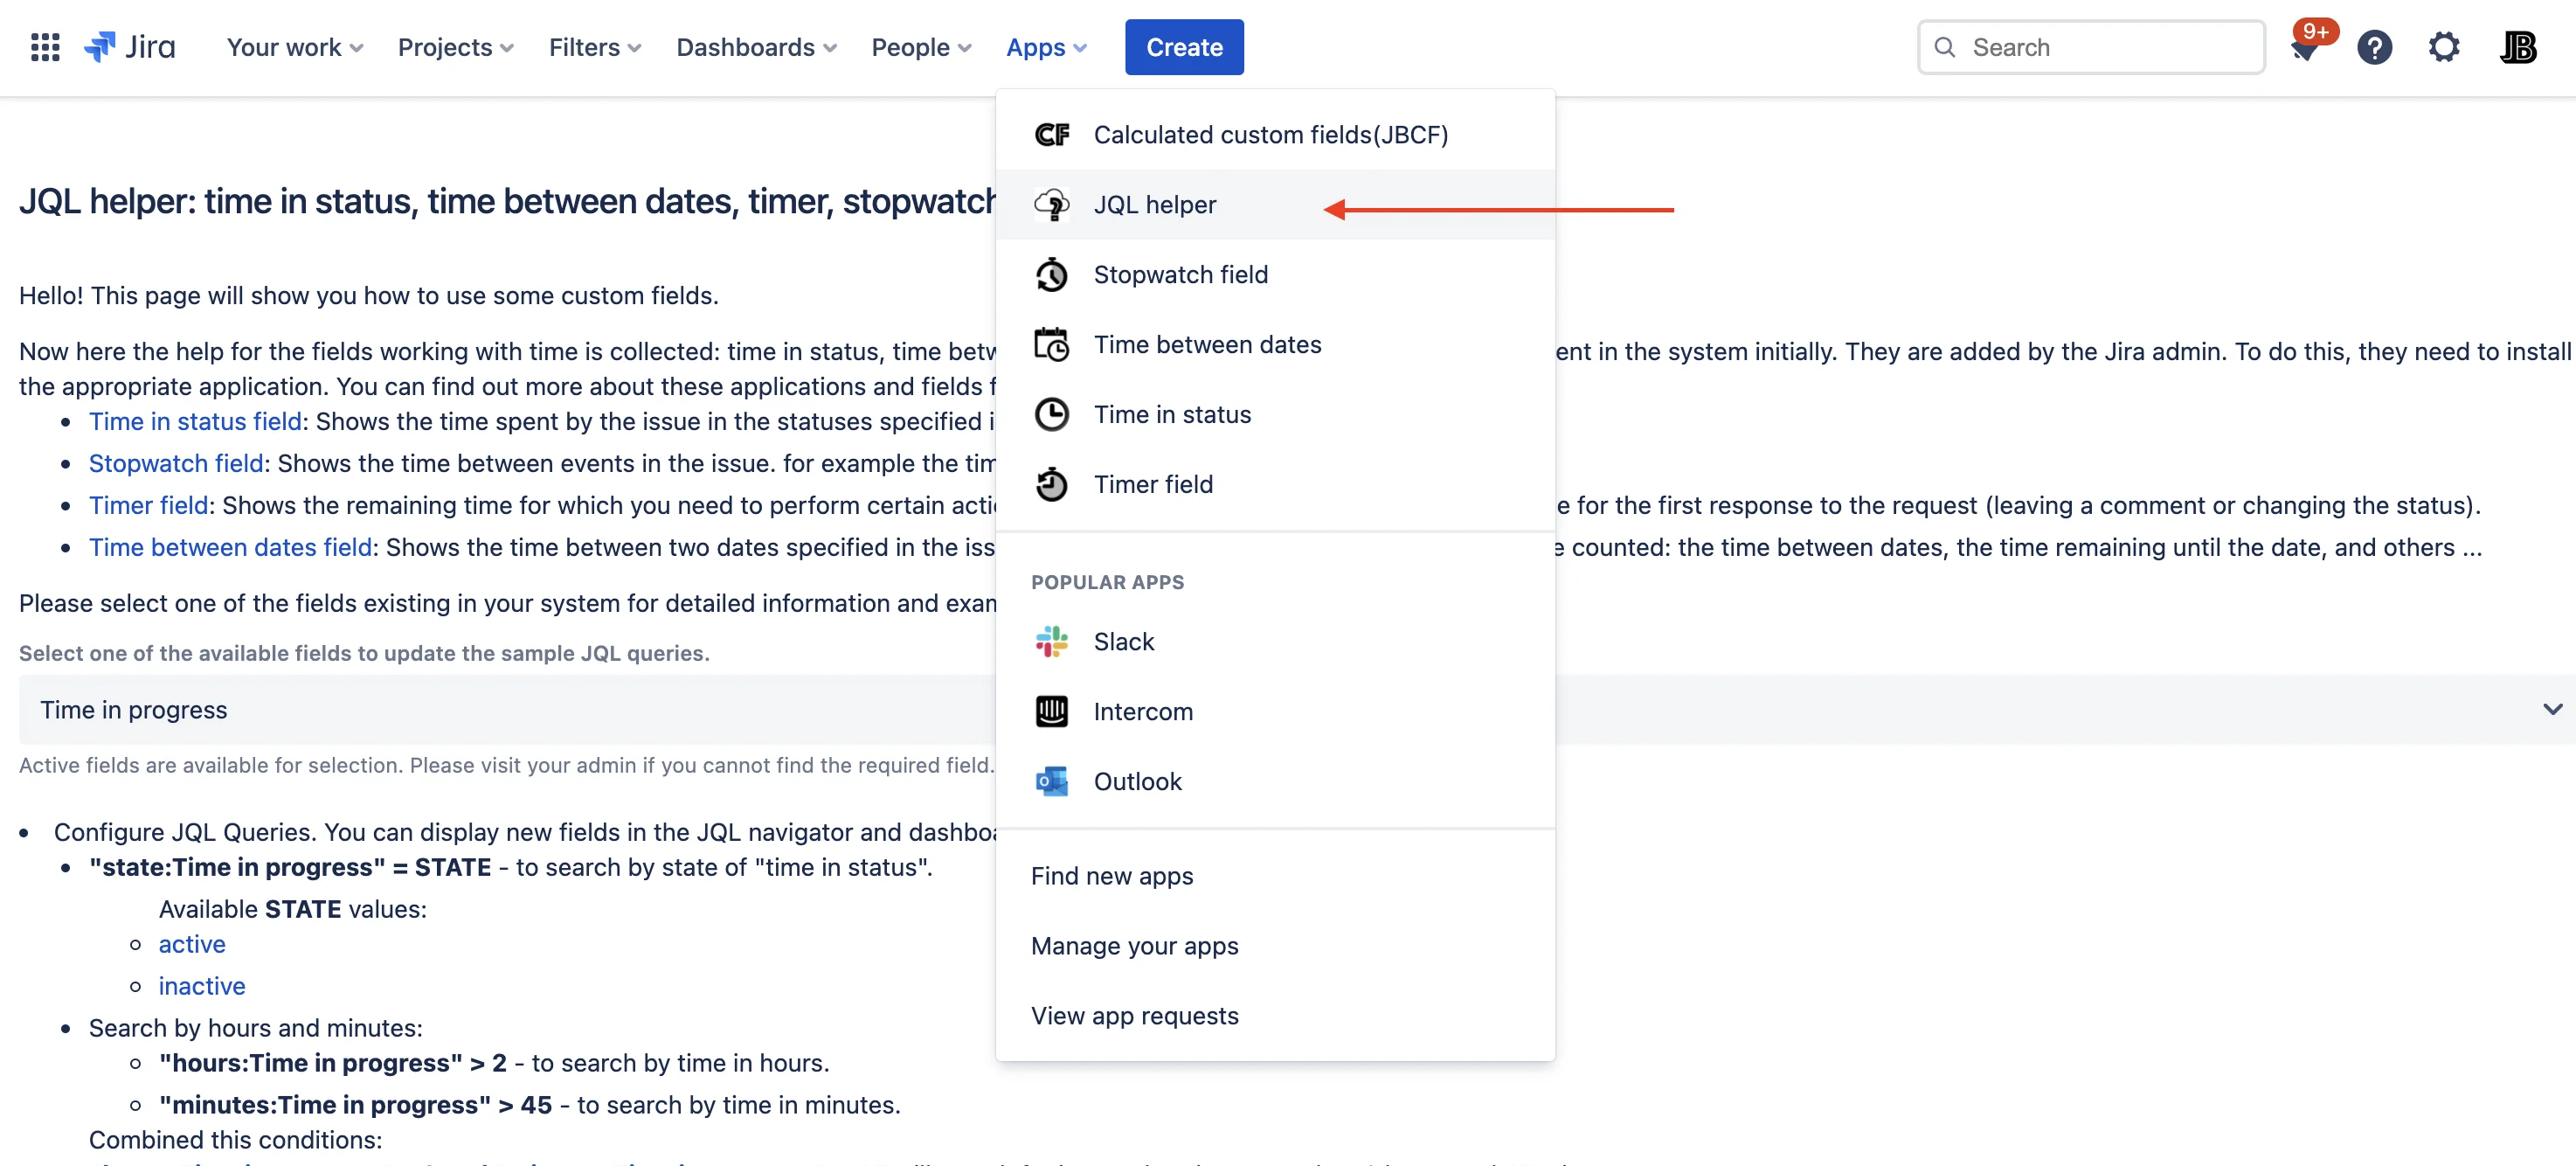 Jira Your work Projects Filters Dashboards People Apps Create Search 9+ JB
CF Calculated custom fields(JBCF)
JQL helper: time in status, time between dates, timer, stopwatch
JQL helper
Stopwatch field
Hello! This page will show you how to use some custom fields.
Time between dates
Now here the help for the fields working with time is collected: time in status, time betw
ent in the system initially. They are added by the Jira admin. To do this, they need to install
the appropriate application. You can find out more about these applications and fields f
Time in status
Time in status field: Shows the time spent by the issue in the statuses specified i
Stopwatch field: Shows the time between events in the issue. for example the tim
Timer field
Timer field: Shows the remaining time for which you need to perform certain acti
e for the first response to the request (leaving a comment or changing the status).
Time between dates field: Shows the time between two dates specified in the iss
e counted: the time between dates, the time remaining until the date, and others ...
POPULAR APPS
Please select one of the fields existing in your system for detailed information and exam
Slack
Select one of the available fields to update the sample JQL queries.
Time in progress
Intercom
Active fields are available for selection. Please visit your admin if you cannot find the required field.
Outlook
Configure JQL Queries. You can display new fields in the JQL navigator and dashboa
"state:Time in progress" = STATE - to search by state of "time in status".
Find new apps
Available STATE values:
active
Manage your apps
inactive
View app requests
Search by hours and minutes:
"hours:Time in progress" > 2 - to search by time in hours.
"minutes:Time in progress" > 45 - to search by time in minutes.
Combined this conditions: